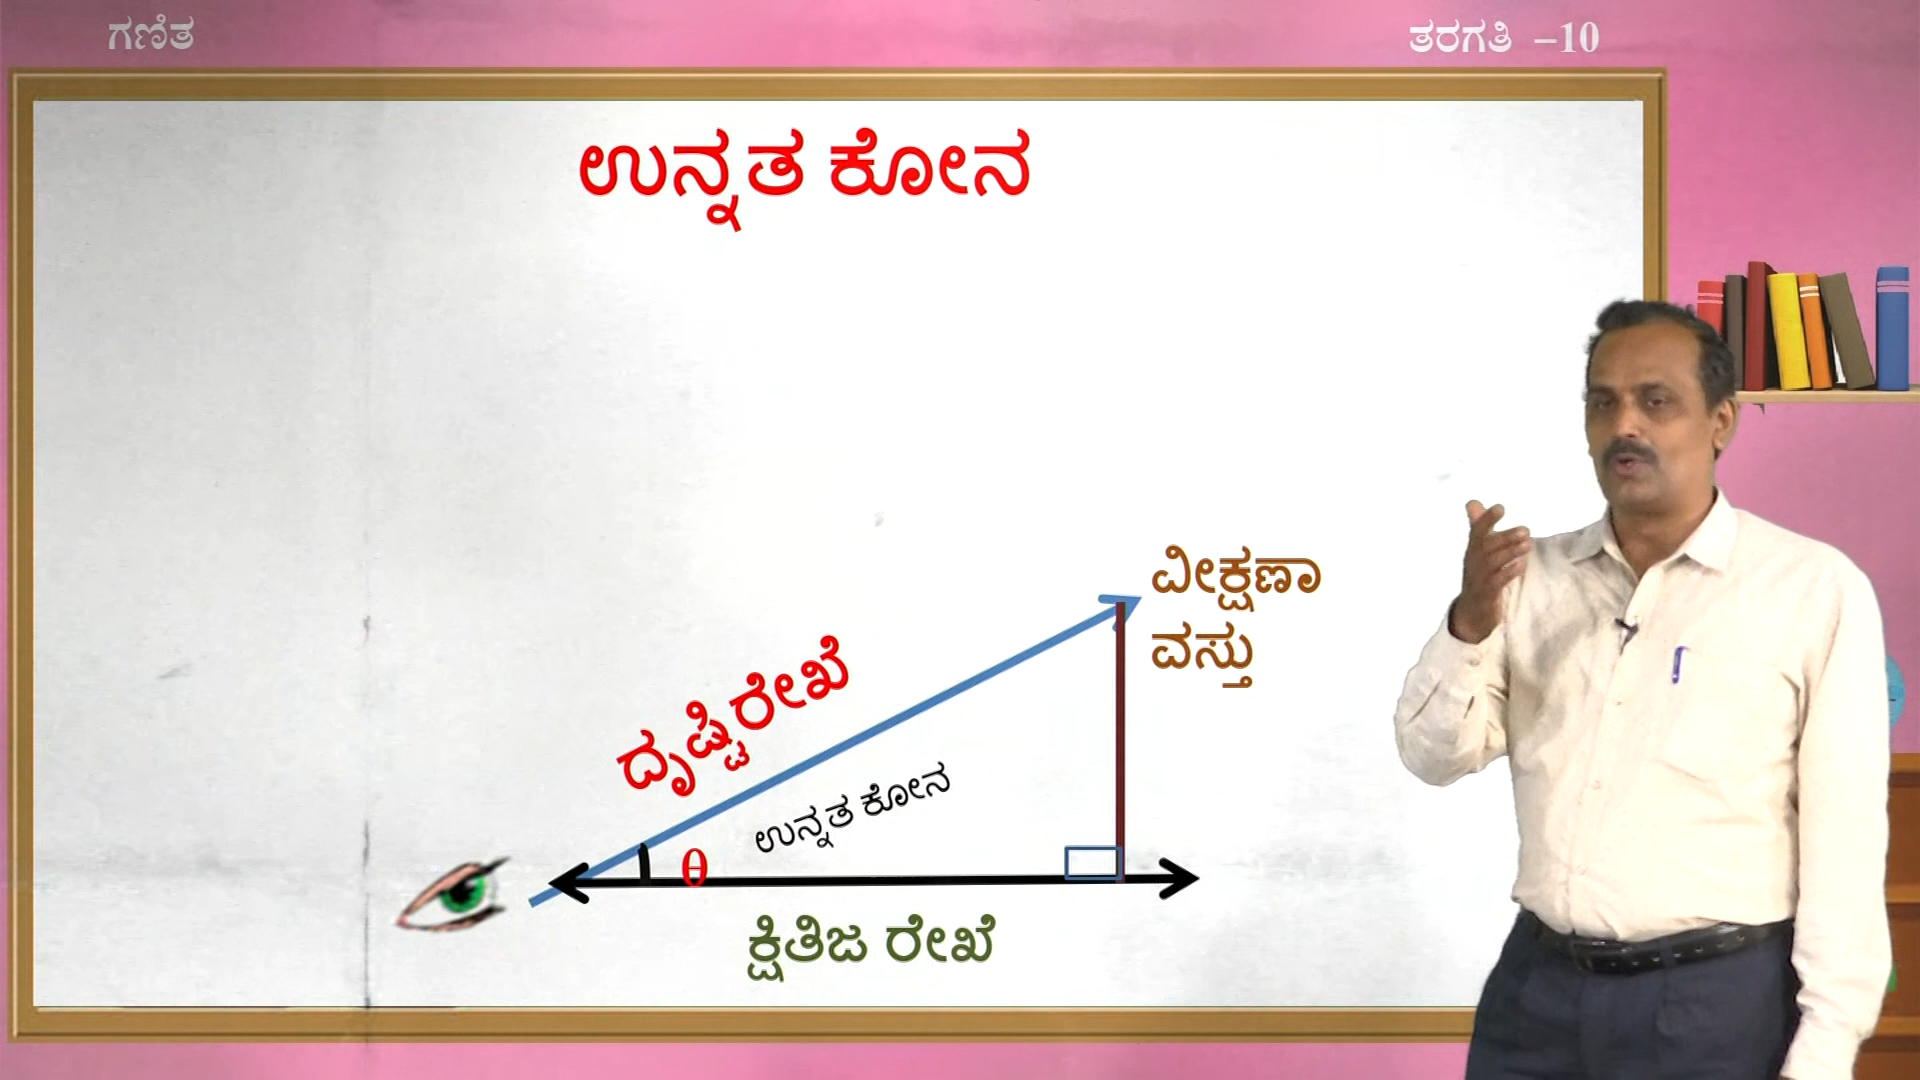 ಗಣಿತ
ತರಗತಿ –10
ಉನ್ನತ ಕೋನ
ವೀಕ್ಷಣಾ
ವಸ್ತು
ದೃಷ್ಟಿರೇಖೆ
ಉನ್ನತ ಕೋನ
θ
ಕ್ಷಿತಿಜ ರೇಖೆ